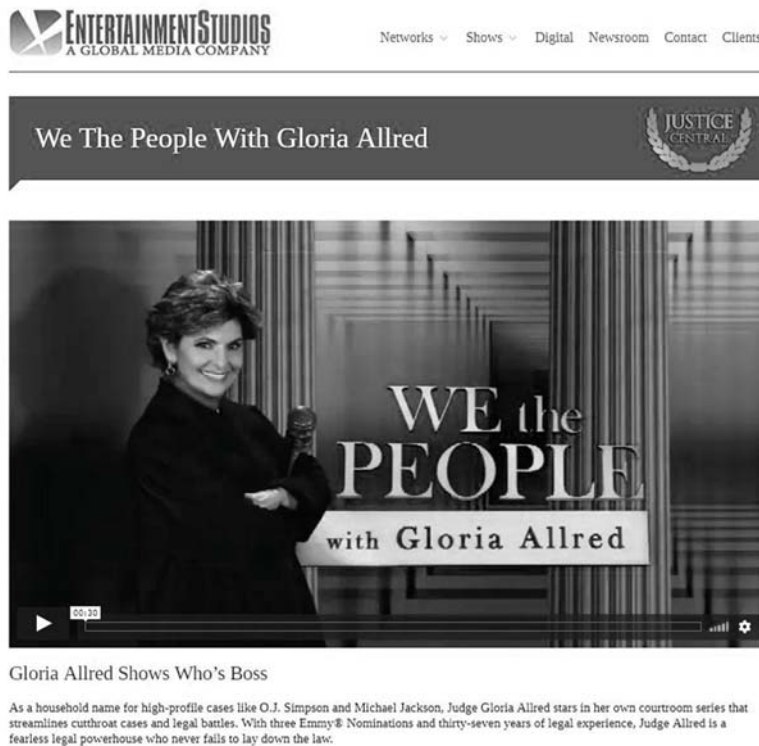 ENTERTAINMENTSTUDIOS
A GLOBAL MEDIA COMPANY
Networks Shows Digital Newsroom Contact Clients
We The People With Gloria Allred
JUSTICE
CENTRAL
WE the
PEOPLE
with Gloria Allred
00:30
Gloria Allred Shows Who's Boss
As a household name for high-profile cases like O.J. Simpson and Michael Jackson, Judge Gloria Allred stars in her own courtroom series that
streamlines cutthroat cases and legal battles. With three Emmy® Nominations and thirty-seven years of legal experience, Judge Allred is a
fearless legal powerhouse who never fails to lay down the law.